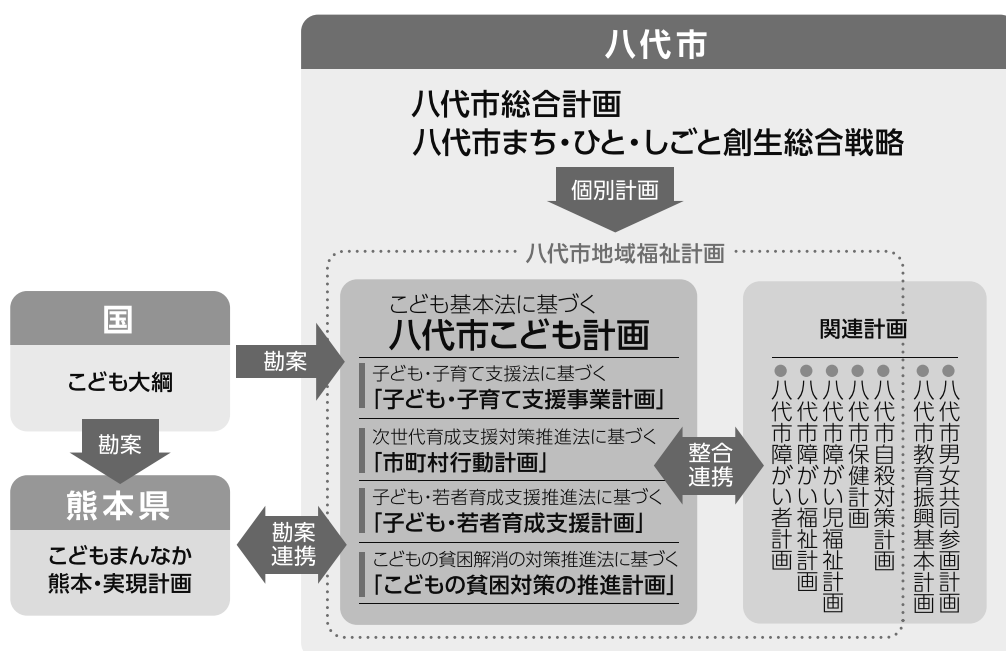 八代市
八代市総合計画
八代市まち・ひと・しごと創生総合戦略
個別計画
八代市地域福祉計画
国
こども大綱
勘案
勘案
熊本県
こどもまんなか
熊本・実現計画
勘案
連携
こども基本法に基づく
八代市こども計画
子ども・子育て支援法に基づく
「子ども・子育て支援事業計画」
次世代育成支援対策推進法に基づく
「市町村行動計画」
子ども・若者育成支援推進法に基づく
「子ども・若者育成支援計画」
こどもの貧困解消の対策推進法に基づく
「こどもの貧困対策の推進計画」
整合
連携
関連計画
八代市障がい者計画
八代市障がい福祉計画
八代市障がい児福祉計画
八代市保健計画
八代市自殺対策計画
八代市教育振興基本計画
八代市男女共同参画計画